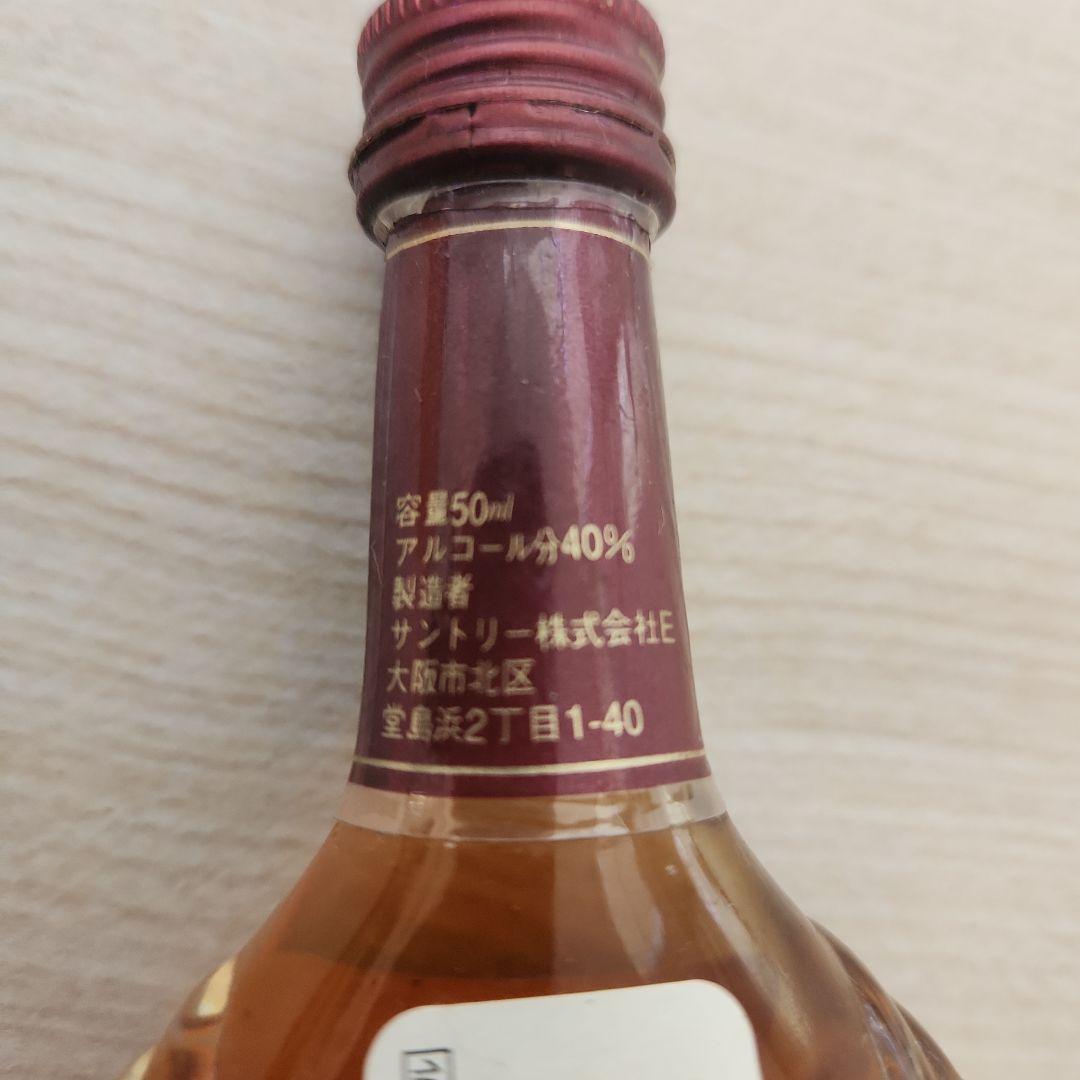 容量50ml
アルコール分40%
製造者
サントリー株式会社E
大阪市北区
堂島浜2丁目1-40